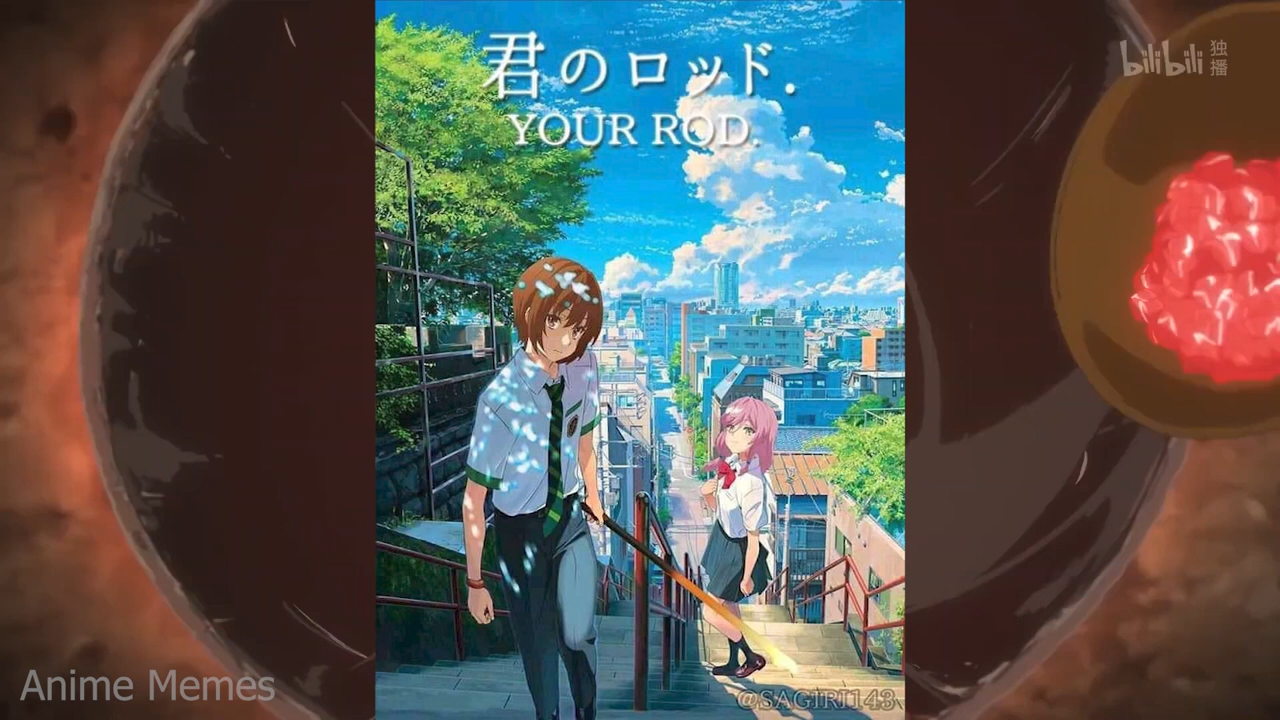 君のロッド.
YOUR ROD.
bilibili 独播
Anime Memes
@SAGIRI143